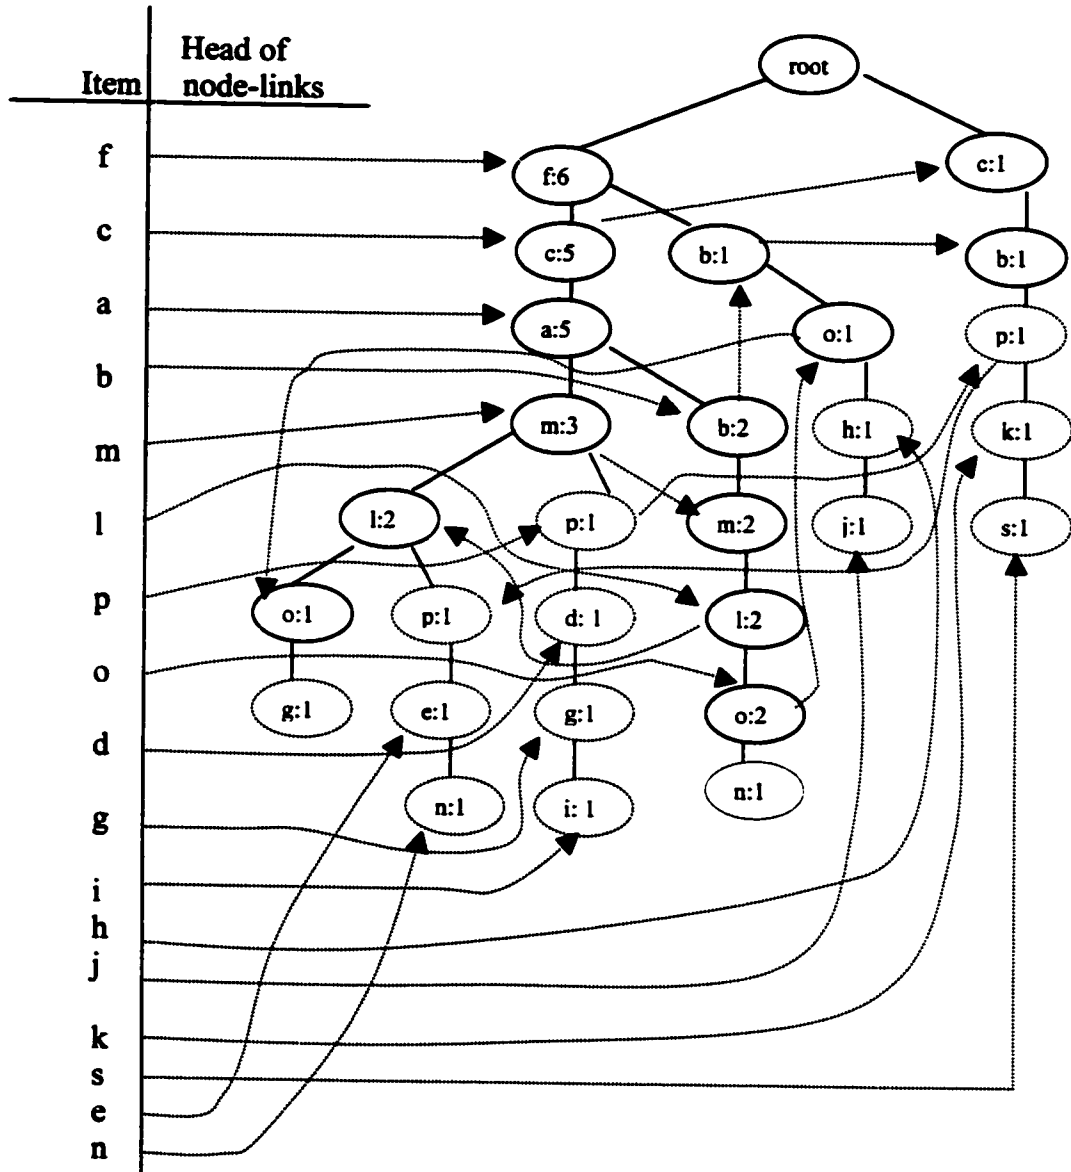 Head of
Item node-links
root
f
f:6
c:1
c
c:5
b:1
b:1
a
a:5
o:1
p:1
b
m
m:3
b:2
h:1
k:1
l
l:2
p:1
m:2
j:1
s:1
p
o:1
p:1
d: 1
l:2
o
g:1
e:1
g:1
o:2
d
n:1
i: 1
n:1
g
i
h
j
k
s
e
n